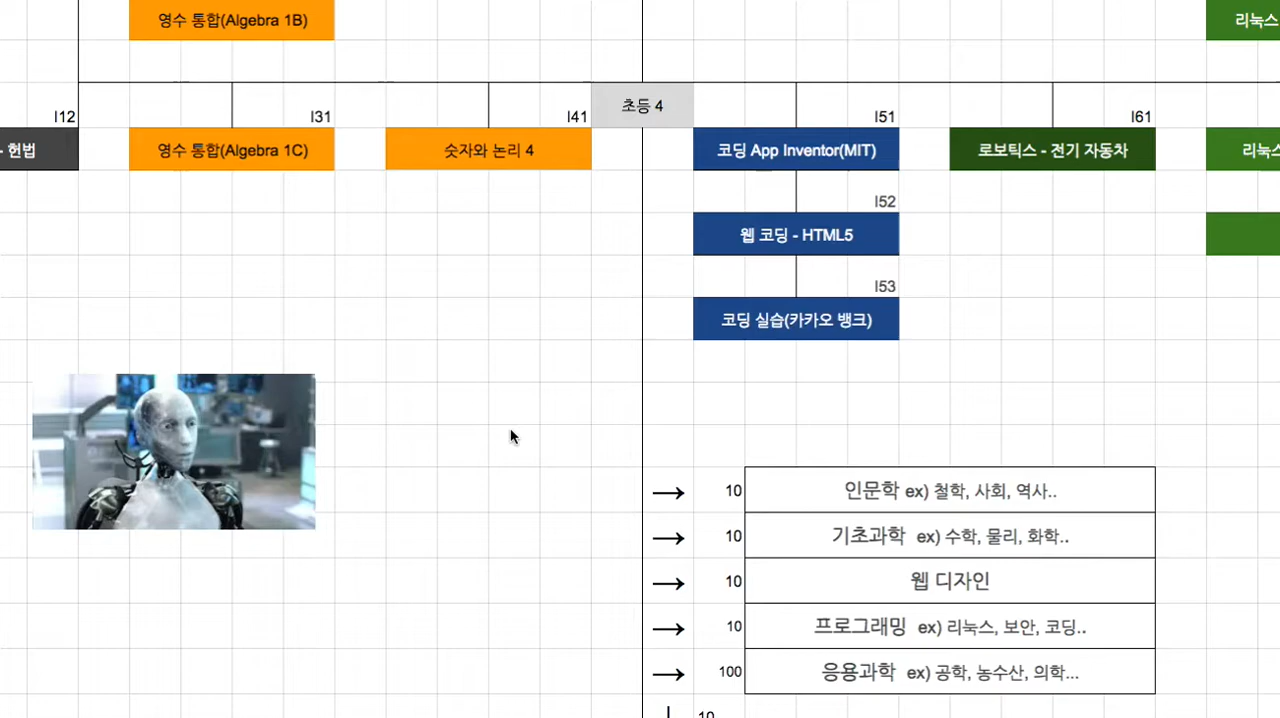 영수 통합(Algebra 1B)
리눅스
초등 4
I12
I31
I41
I51
I61
- 헌법
영수 통합(Algebra 1C)
숫자와 논리 4
코딩 App Inventor(MIT)
로보틱스 - 전기 자동차
리눅스
I52
웹 코딩 - HTML5
I53
코딩 실습(카카오 뱅크)
→ 10 인문학 ex) 철학, 사회, 역사..
→ 10 기초과학 ex) 수학, 물리, 화학..
→ 10 웹 디자인
→ 10 프로그래밍 ex) 리눅스, 보안, 코딩..
→ 100 응용과학 ex) 공학, 농수산, 의학...
10